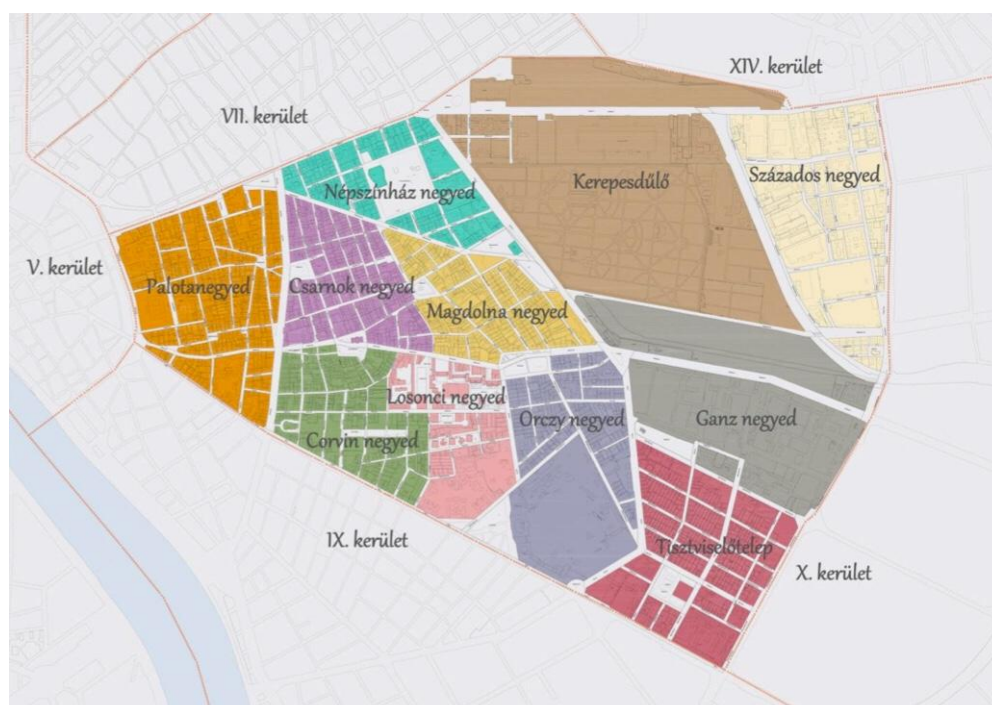 XIV. kerület
VII. kerület
Népszínház negyed
Kerepesdűlő
Százados negyed
V. kerület
Palotanegyed
Csarnok negyed
Magdolna negyed
Losonci negyed
Orczy negyed
Ganz negyed
Corvin negyed
IX. kerület
Tisztviselőtelep
X. kerület